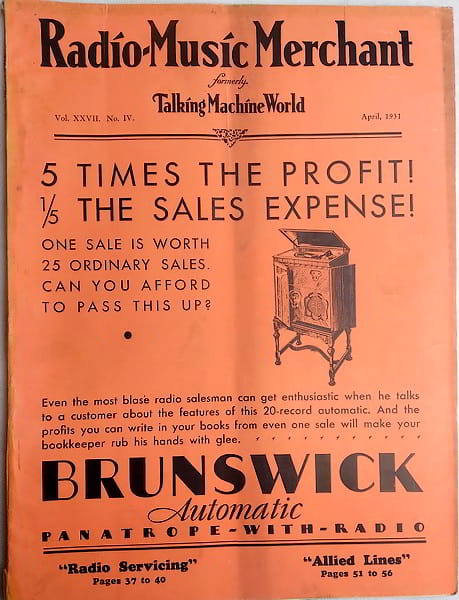 Radio-Music Merchant
formerly
Talking Machine World
Vol. XXVII. No. IV.
April, 1931
5 TIMES THE PROFIT!
1/5 THE SALES EXPENSE!
ONE SALE IS WORTH
25 ORDINARY SALES.
CAN YOU AFFORD
TO PASS THIS UP?
Even the most blasé radio salesman can get enthusiastic when he talks
to a customer about the features of this 20-record automatic. And the
profits you can write in your books from even one sale will make your
bookkeeper rub his hands with glee.
BRUNSWICK
Automatic
PANATROPE-WITH-RADIO
"Radio Servicing"
Pages 37 to 40
"Allied Lines"
Pages 51 to 56